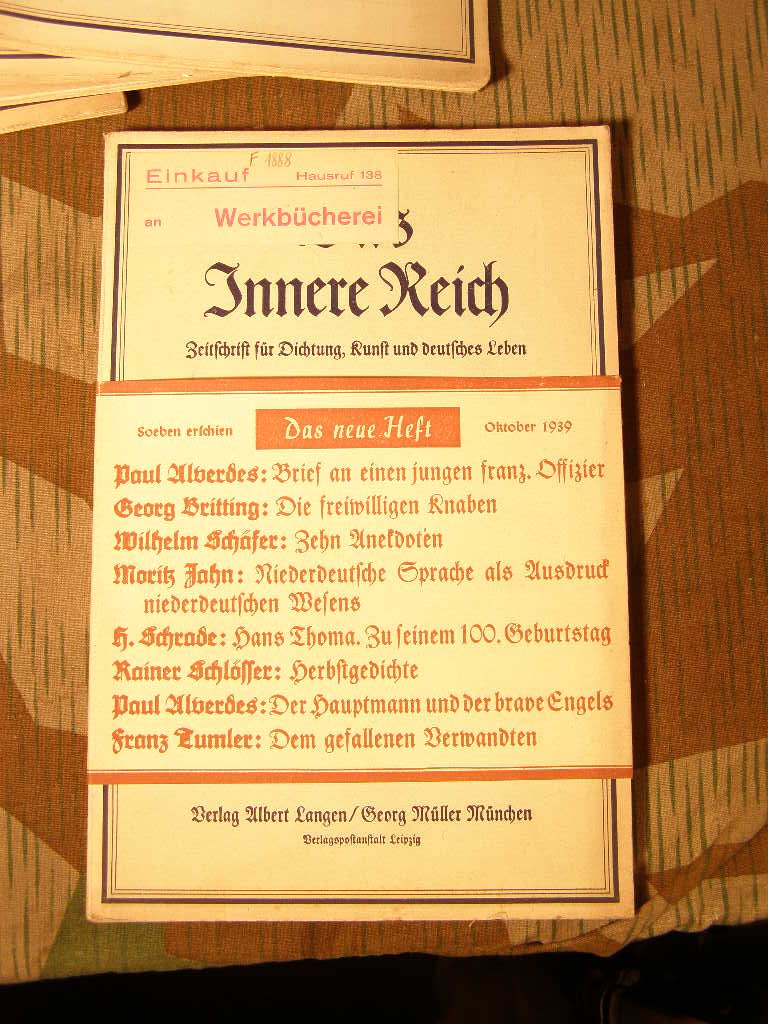 F 1888
Einkauf Hausruf 138
an Werkbücherei
Innere Reich
Zeitschrift für Dichtung, Kunst und deutsches Leben
Soeben erschien Das neue Heft Oktober 1939
Paul Alverdes: Brief an einen jungen franz. Offizier
Georg Britting: Die freiwilligen Knaben
Wilhelm Schäfer: Zehn Anekdoten
Moritz Jahn: Niederdeutsche Sprache als Ausdruck
niederdeutschen Wesens
H. Schrade: Hans Thoma. Zu seinem 100. Geburtstag
Rainer Schlösser: Herbstgedichte
Paul Alverdes: Der Hauptmann und der brave Engels
Franz Tumler: Dem gefallenen Verwandten
Verlag Albert Langen/Georg Müller München
Verlagspostanstalt Leipzig